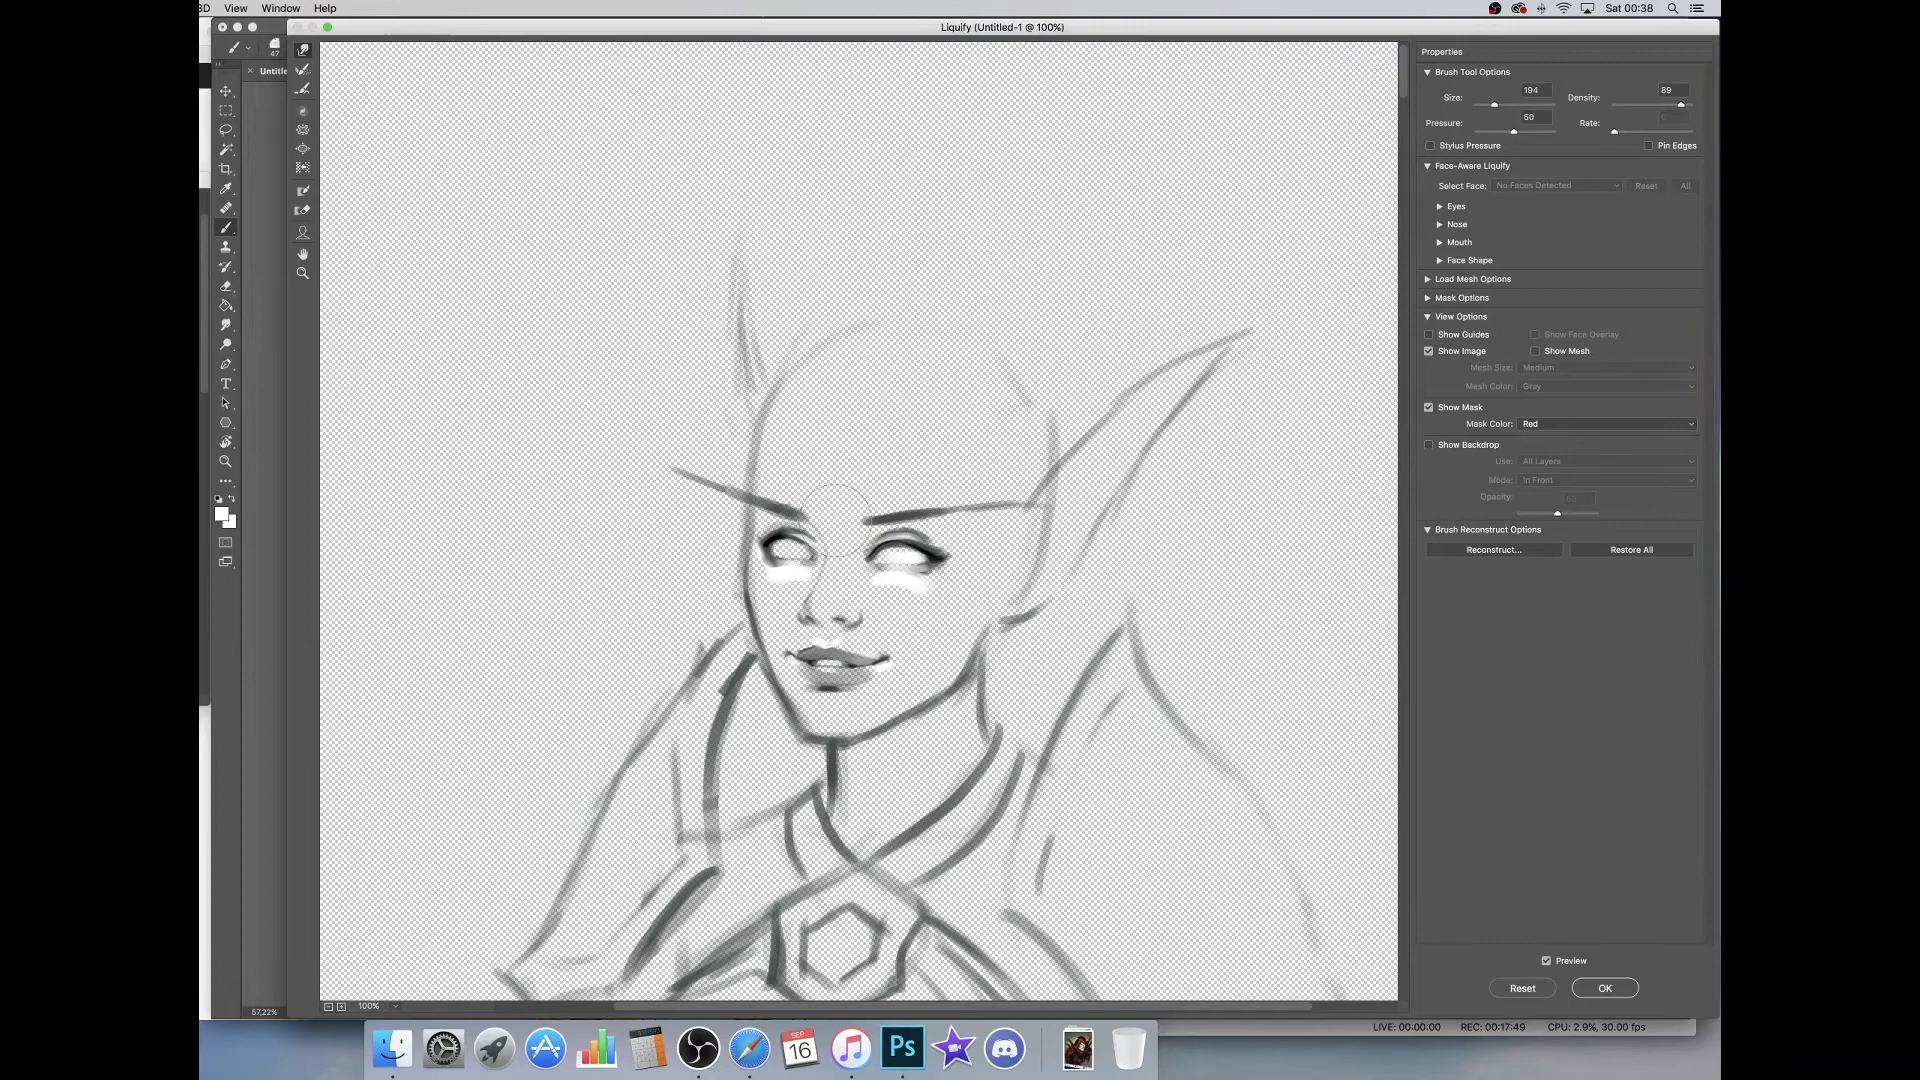 3D View Window Help Sat 00:38
Liquify (Untitled-1 @ 100%)
47
Untitle
Properties
Brush Tool Options
Size: 194 Density: 89
Pressure: 50 Rate: 0
Stylus Pressure Pin Edges
Face-Aware Liquify
Select Face: No Faces Detected Reset All
Eyes
Nose
Mouth
Face Shape
Load Mesh Options
Mask Options
View Options
Show Guides Show Face Overlay
Show Image Show Mesh
Mesh Size: Medium
Mesh Color: Gray
Show Mask
Mask Color: Red
Show Backdrop
Use: All Layers
Mode: In Front
Opacity:
Brush Reconstruct Options
Reconstruct... Restore All
Preview
Reset OK
100%
57,22%
LIVE: 00:00:00 REC: 00:17:49 CPU: 2.9%, 30.00 fps
SEP
16
Ps